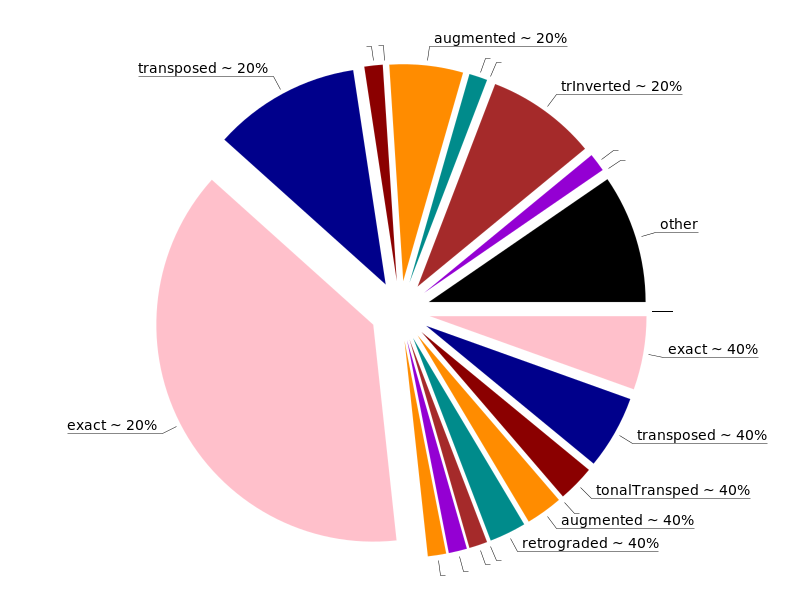 augmented ~ 20%
transposed ~ 20%
trInverted ~ 20%
other
exact ~ 40%
exact ~ 20%
transposed ~ 40%
tonalTransped ~ 40%
augmented ~ 40%
retrograded ~ 40%